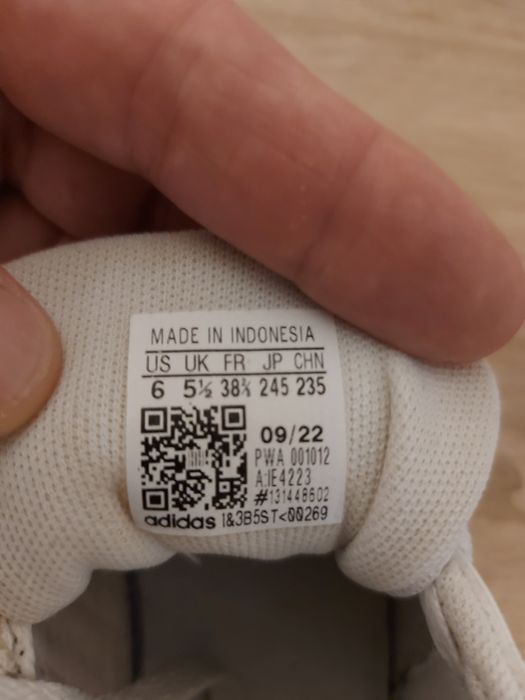 MADE IN INDONESIA
US UK FR JP CHN
6 5½ 38⅔ 245 235
09/22
PWA 001012
A:IE4223
#131448602
adidas 1&3B5ST<00269